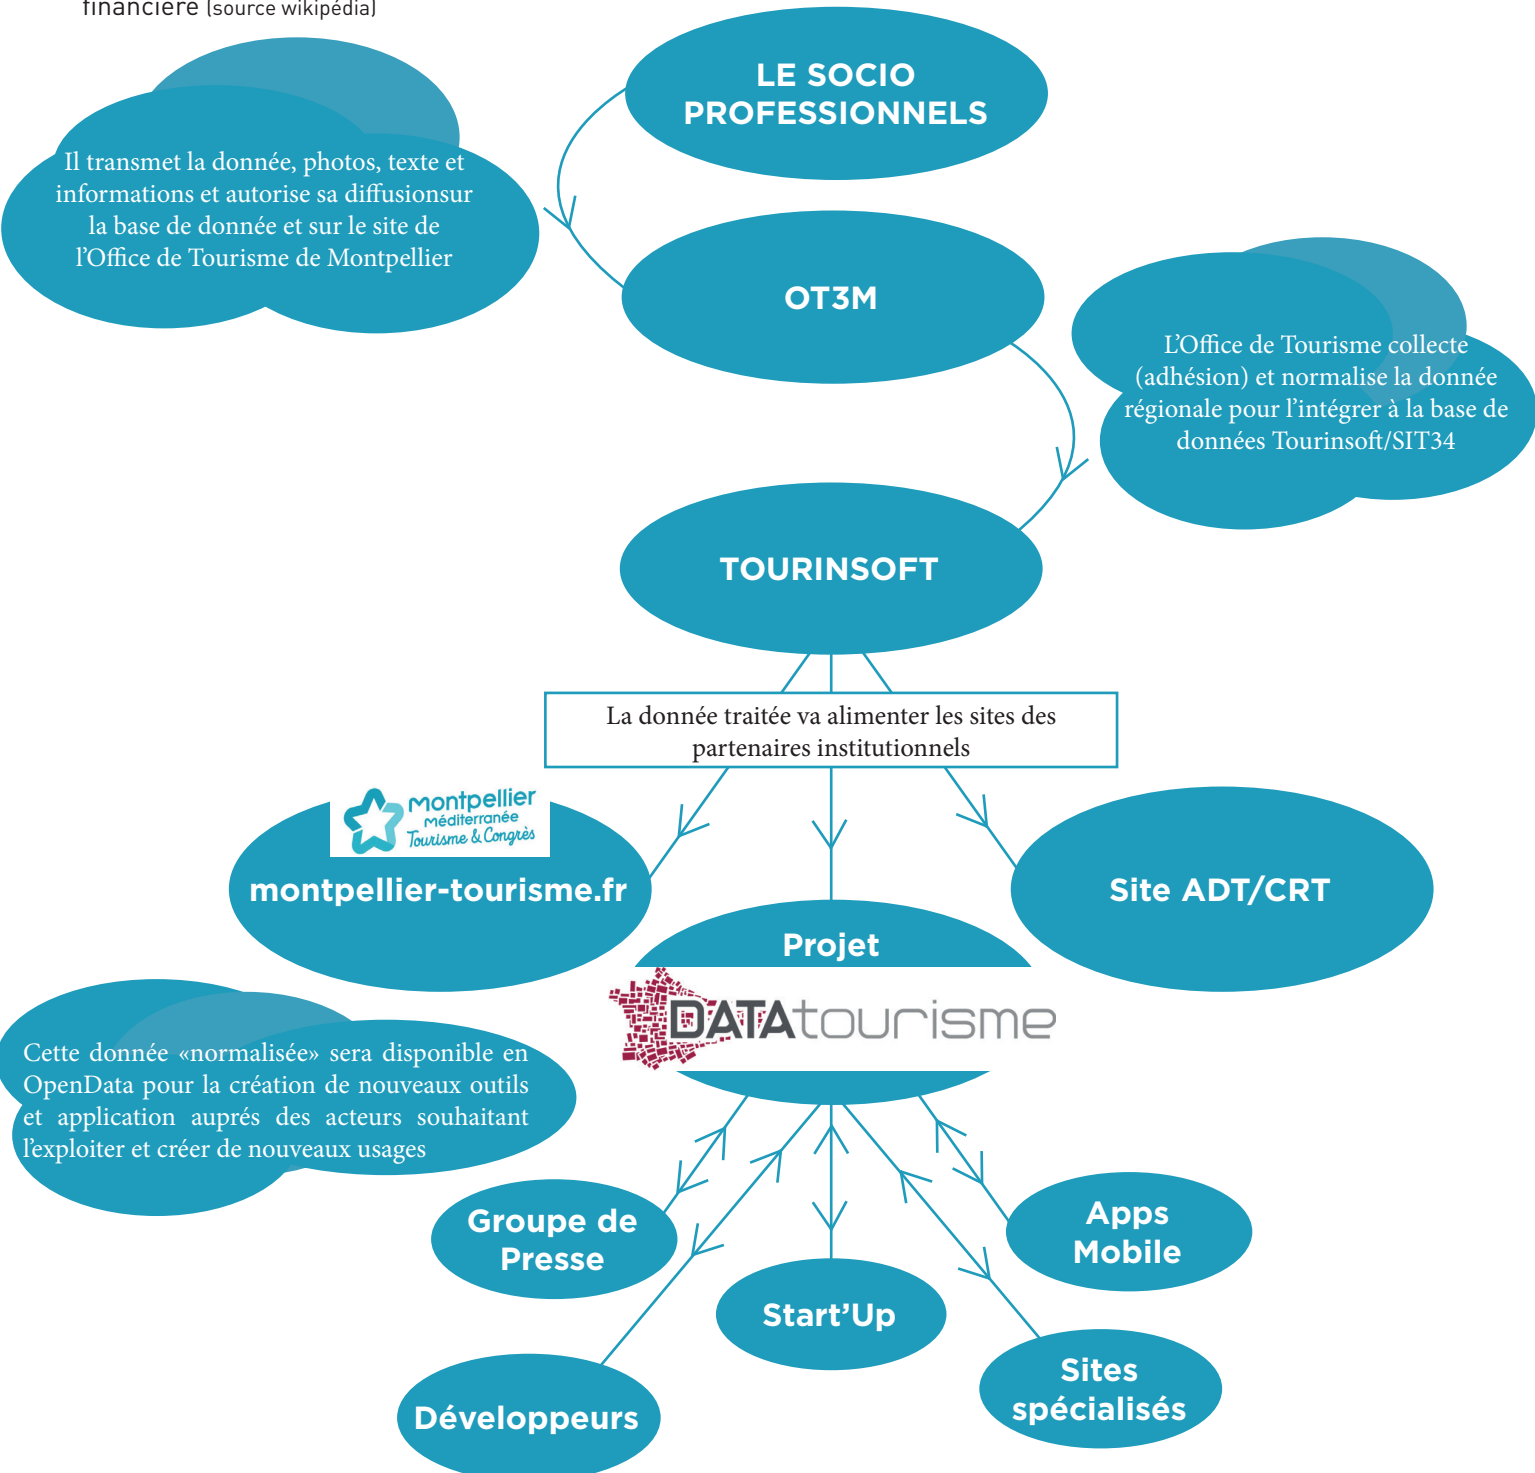 financière (source wikipédia)
LE SOCIO
PROFESSIONNELS
Il transmet la donnée, photos, texte et
informations et autorise sa diffusionsur
la base de donnée et sur le site de
l'Office de Tourisme de Montpellier
OT3M
L'Office de Tourisme collecte
(adhésion) et normalise la donnée
régionale pour l'intégrer à la base de
données Tourinsoft/SIT34
TOURINSOFT
La donnée traitée va alimenter les sites des
partenaires institutionnels
montpellier
méditerranée
Tourisme & Congrès
montpellier-tourisme.fr
Site ADT/CRT
Projet
DATAtourisme
Cette donnée «normalisée» sera disponible en
OpenData pour la création de nouveaux outils
et application auprés des acteurs souhaitant
l'exploiter et créer de nouveaux usages
Groupe de
Presse
Apps
Mobile
Start'Up
Sites
spécialisés
Développeurs